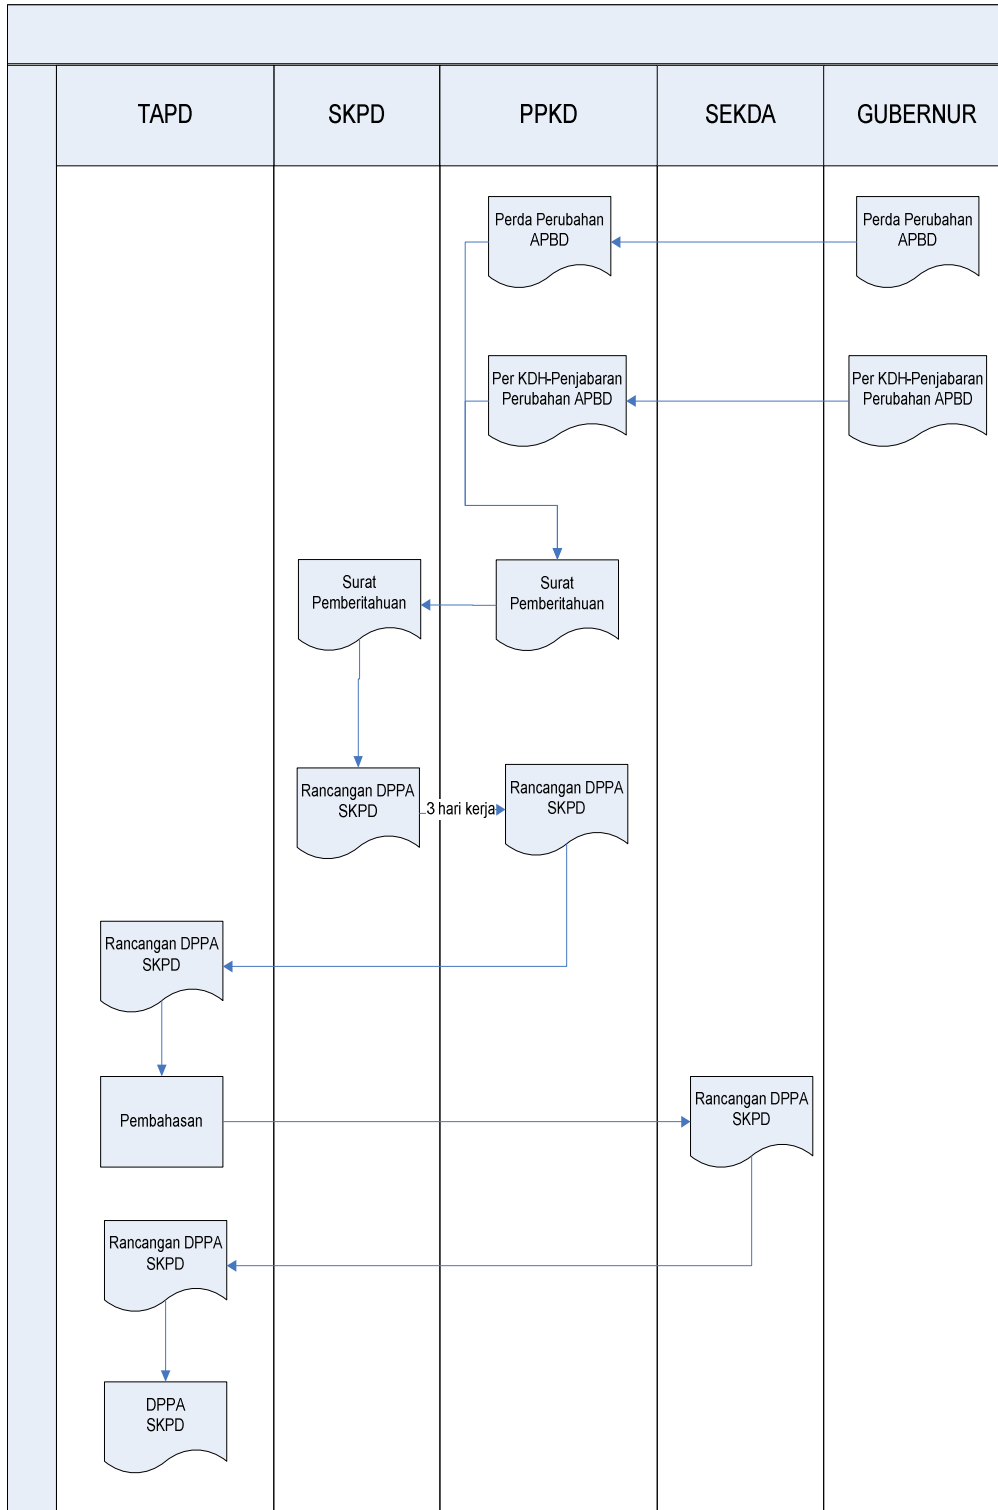 TAPD
SKPD
PPKD
SEKDA
GUBERNUR
Perda Perubahan
APBD
Perda Perubahan
APBD
Per KDH-Penjabaran
Perubahan APBD
Per KDH-Penjabaran
Perubahan APBD
Surat
Pemberitahuan
Surat
Pemberitahuan
Rancangan DPPA
SKPD
3 hari kerja
Rancangan DPPA
SKPD
Rancangan DPPA
SKPD
Pembahasan
Rancangan DPPA
SKPD
Rancangan DPPA
SKPD
DPPA
SKPD